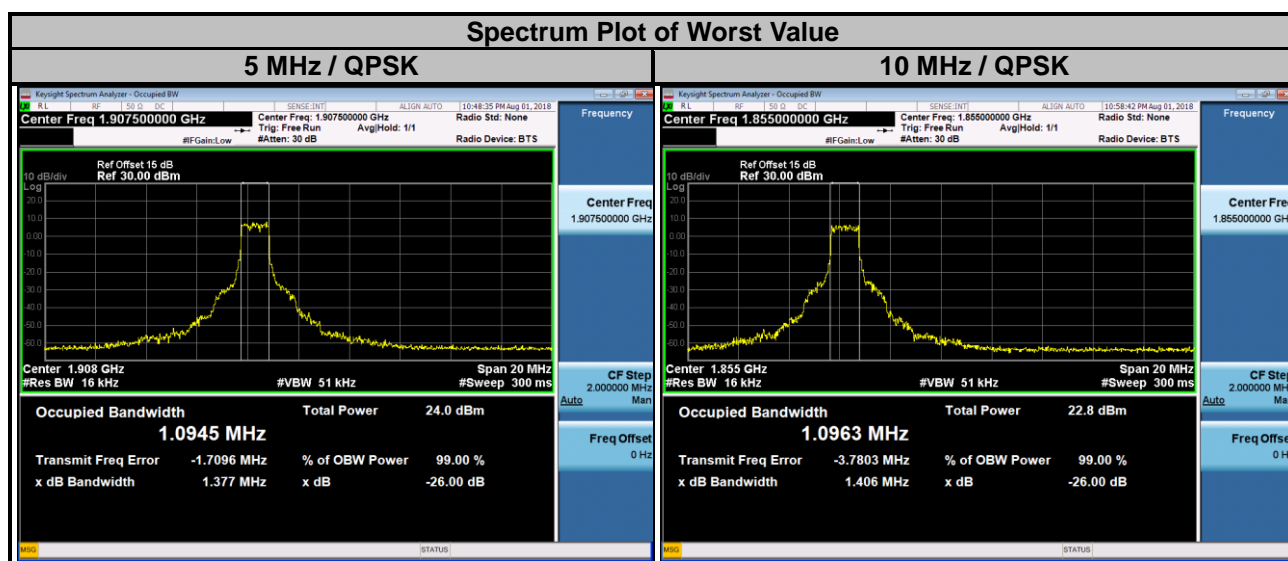 Spectrum Plot of Worst Value
5 MHz / QPSK
10 MHz / QPSK
Keysight Spectrum Analyzer - Occupied BW
RL RF 50 Ω DC SENSE:INT ALIGN AUTO 10:48:35 PM Aug 01, 2018
Center Freq 1.907500000 GHz
Center Freq: 1.907500000 GHz
Radio Std: None
Trig: Free Run Avg|Hold: 1/1
#IFGain:Low #Atten: 30 dB Radio Device: BTS
Ref Offset 15 dB
10 dB/div Ref 30.00 dBm
Log
20.0
10.0
0.00
-10.0
-20.0
-30.0
-40.0
-50.0
-60.0
Center 1.908 GHz Span 20 MHz
#Res BW 16 kHz #VBW 51 kHz #Sweep 300 ms
Occupied Bandwidth Total Power 24.0 dBm
1.0945 MHz
Transmit Freq Error -1.7096 MHz % of OBW Power 99.00 %
x dB Bandwidth 1.377 MHz x dB -26.00 dB
MSG STATUS
Frequency
Center Freq
1.907500000 GHz
CF Step
2.000000 MHz
Auto Man
Freq Offset
0 Hz
Keysight Spectrum Analyzer - Occupied BW
RL RF 50 Ω DC SENSE:INT ALIGN AUTO 10:58:42 PM Aug 01, 2018
Center Freq 1.855000000 GHz
Center Freq: 1.855000000 GHz
Radio Std: None
Trig: Free Run Avg|Hold: 1/1
#IFGain:Low #Atten: 30 dB Radio Device: BTS
Ref Offset 15 dB
10 dB/div Ref 30.00 dBm
Log
20.0
10.0
0.00
-10.0
-20.0
-30.0
-40.0
-50.0
-60.0
Center 1.855 GHz Span 20 MHz
#Res BW 16 kHz #VBW 51 kHz #Sweep 300 ms
Occupied Bandwidth Total Power 22.8 dBm
1.0963 MHz
Transmit Freq Error -3.7803 MHz % of OBW Power 99.00 %
x dB Bandwidth 1.406 MHz x dB -26.00 dB
MSG STATUS
Frequency
Center Fre
1.855000000 GH
CF Step
2.000000 MH
Auto Ma
Freq Offse
0 H